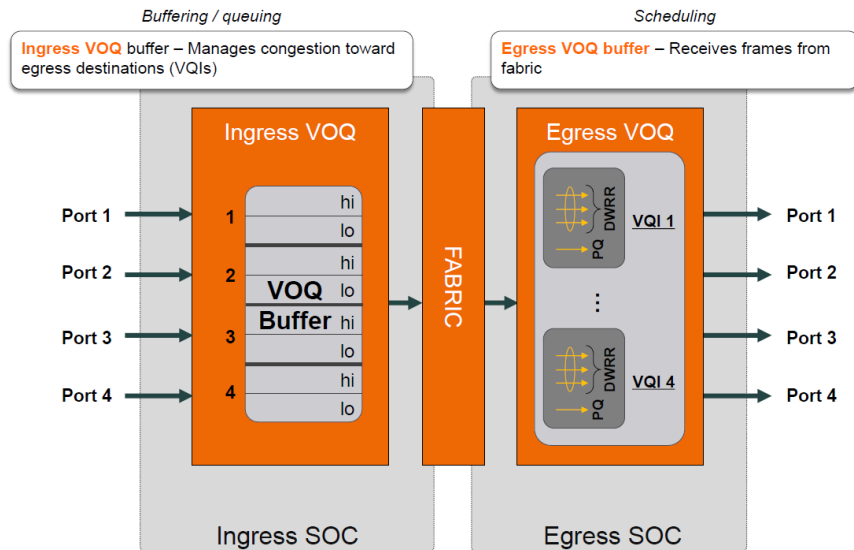 Buffering / queuing
Scheduling
Ingress VOQ buffer – Manages congestion toward
egress destinations (VQIs)
Egress VOQ buffer – Receives frames from
fabric
Ingress VOQ
Port 1
Port 2
Port 3
Port 4
1
hi
lo
2
hi
lo
VOQ
Buffer
3
hi
lo
4
hi
lo
Ingress SOC
FABRIC
Egress VOQ
DWRR
PQ
VQI 1
...
DWRR
PQ
VQI 4
Port 1
Port 2
Port 3
Port 4
Egress SOC